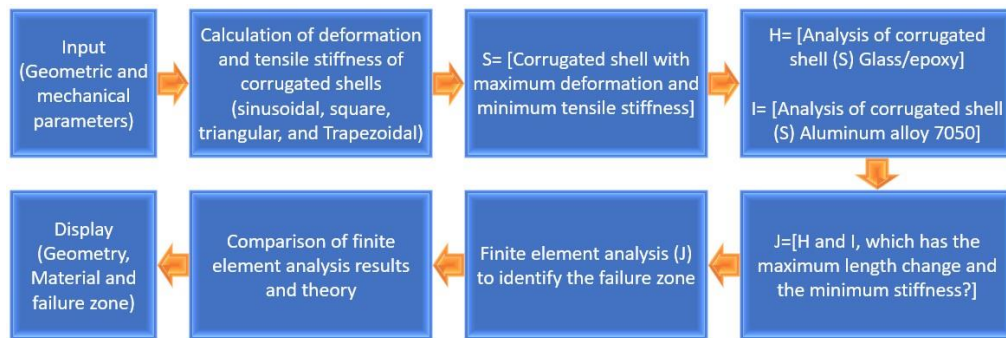 Input
(Geometric and
mechanical
parameters)
Calculation of deformation
and tensile stiffness of
corrugated shells
(sinusoidal, square,
triangular, and Trapezoidal)
S= [Corrugated shell with
maximum deformation and
minimum tensile stiffness]
H= [Analysis of corrugated
shell (S) Glass/epoxy]
I= [Analysis of corrugated shell
(S) Aluminum alloy 7050]
J=[H and I, which has the
maximum length change and
the minimum stiffness?]
Finite element analysis (J)
to identify the failure zone
Comparison of finite
element analysis results
and theory
Display
(Geometry,
Material and
failure zone)